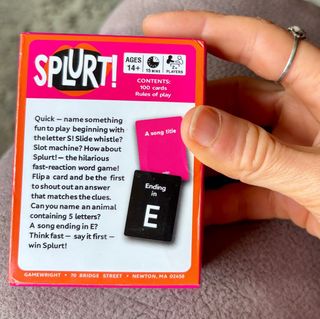 SPLURT!
AGES
14+
15 MINS
2+
PLAYERS
CONTENTS:
100 cards
Rules of play
Quick – name something
fun to play beginning with
the letter S! Slide whistle?
Slot machine? How about
Splurt! – the hilarious
fast-reaction word game!
Flip a card and be the first
to shout out an answer
that matches the clues.
Can you name an animal
containing 5 letters?
A song ending in E?
Think fast – say it first –
win Splurt!
A song title
Ending
in
E
GAMEWRIGHT • 70 BRIDGE STREET • NEWTON, MA 02458